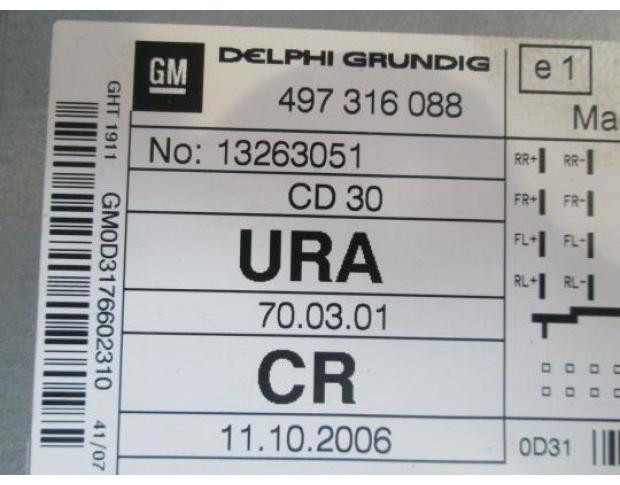 GM
DELPHI GRUNDIG
497 316 088
No: 13263051
CD 30
URA
70.03.01
CR
11.10.2006
GHT 1911
GM0D3176602310
41/07
e 1
RR+ RR-
FR+ FR-
FL+ FL-
RL+ RL-
0D31